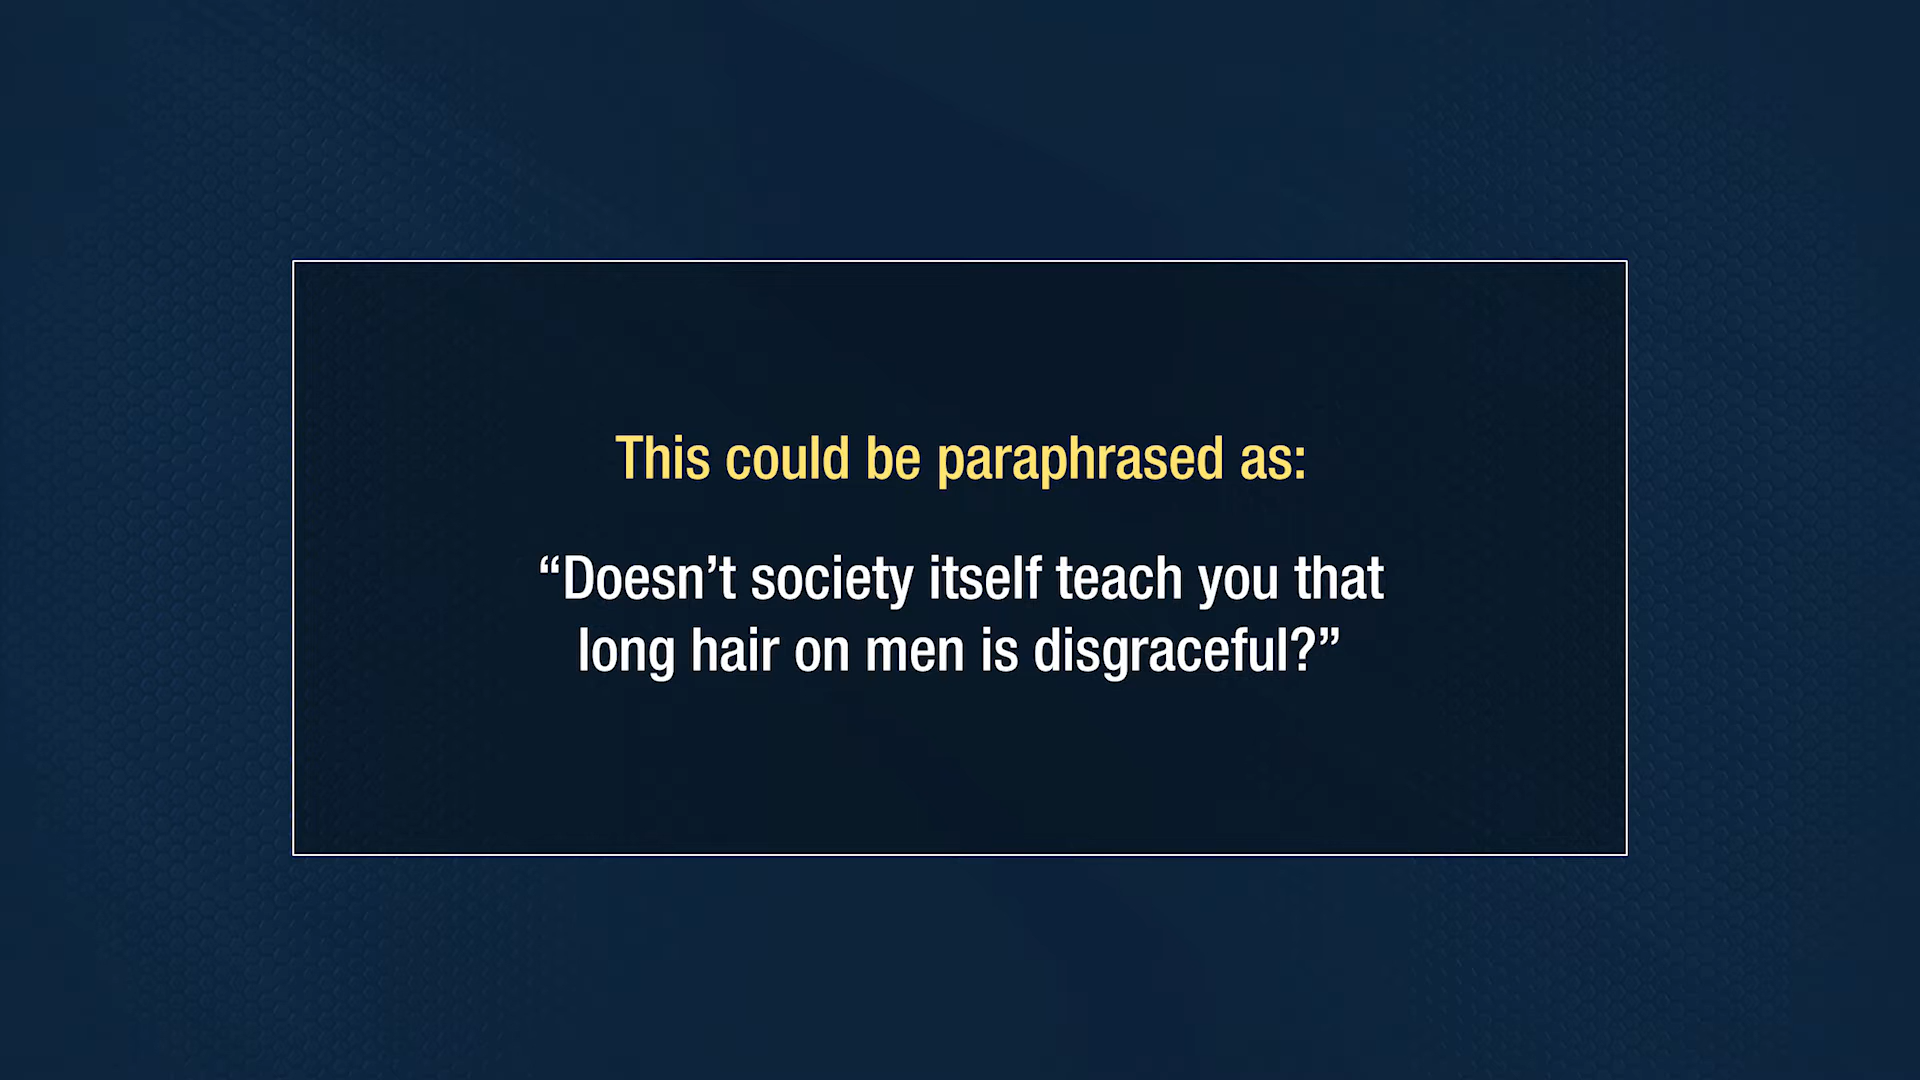 This could be paraphrased as:
“Doesn’t society itself teach you that
long hair on men is disgraceful?”